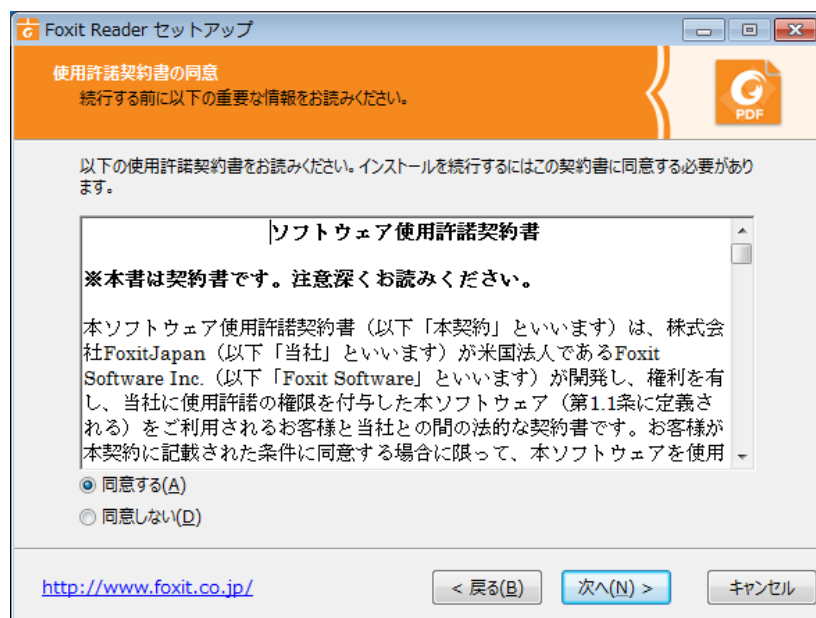 Foxit Reader セットアップ
使用許諾契約書の同意
続行する前に以下の重要な情報をお読みください。
PDF
以下の使用許諾契約書をお読みください。インストールを続行するにはこの契約書に同意する必要があり
ます。
ソフトウェア使用許諾契約書
※本書は契約書です。注意深くお読みください。
本ソフトウェア使用許諾契約書（以下「本契約」といいます）は、株式会
社FoxitJapan（以下「当社」といいます）が米国法人であるFoxit
Software Inc.（以下「Foxit Software」といいます）が開発し、権利を有
し、当社に使用許諾の権限を付与した本ソフトウェア（第1.1条に定義さ
れる）をご利用されるお客様と当社との間の法的な契約書です。お客様が
本契約に記載された条件に同意する場合に限って、本ソフトウェアを使用
同意する(A)
同意しない(D)
http://www.foxit.co.jp/
< 戻る(B)
次へ(N) >
キャンセル